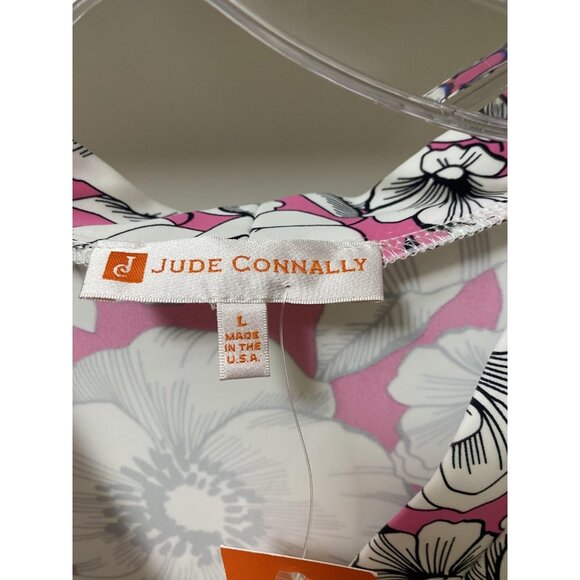 J
JUDE CONNALLY
L
MADE
IN THE
U.S.A.